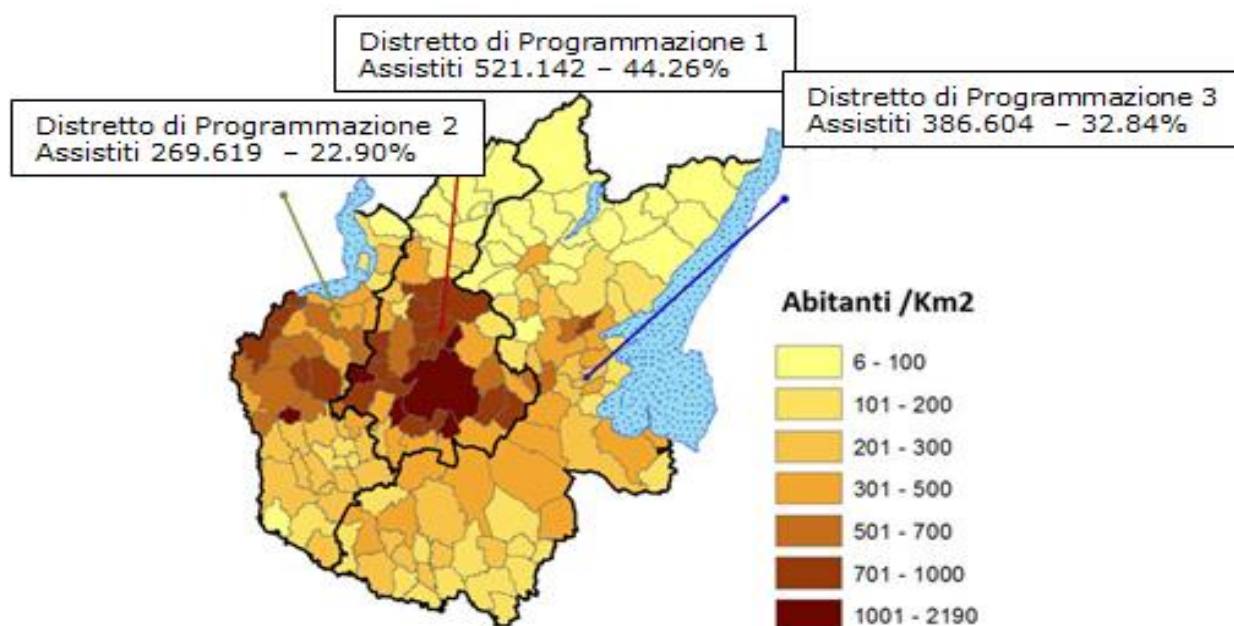 Distretto di Programmazione 1
Assistiti 521.142 – 44.26%
Distretto di Programmazione 3
Assistiti 386.604 – 32.84%
Distretto di Programmazione 2
Assistiti 269.619 – 22.90%
Abitanti /Km2
6 - 100
101 - 200
201 - 300
301 - 500
501 - 700
701 - 1000
1001 - 2190